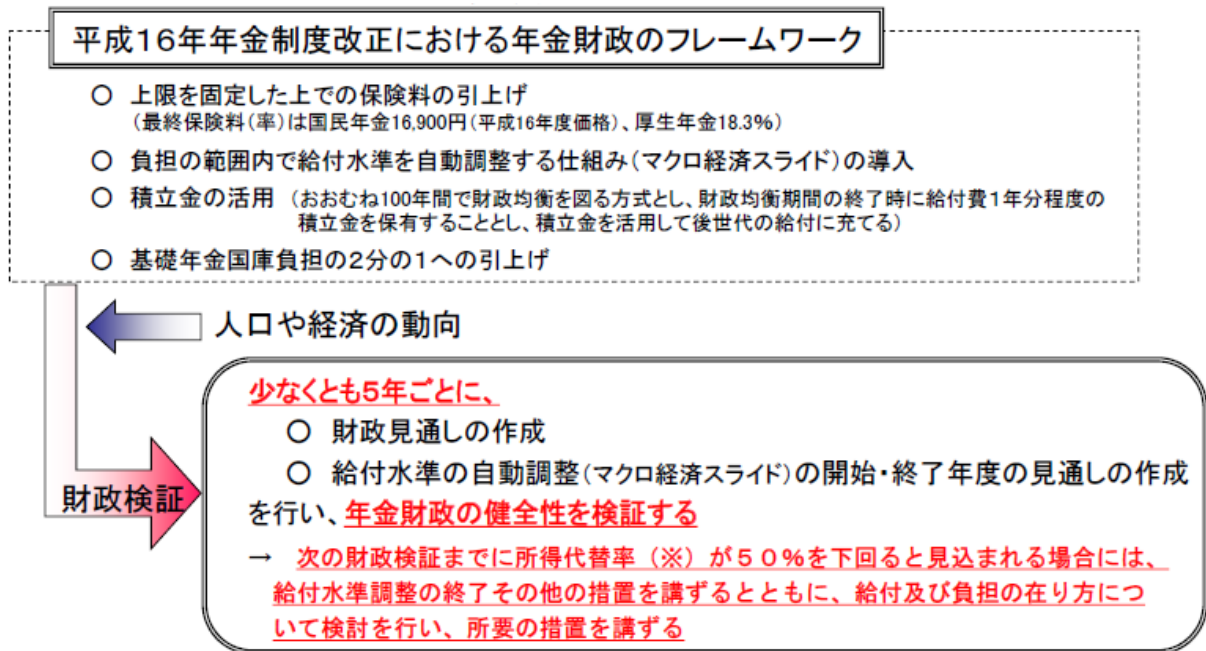 平成16年年金制度改正における年金財政のフレームワーク
○ 上限を固定した上での保険料の引上げ
(最終保険料(率)は国民年金16,900円(平成16年度価格)、厚生年金18.3%)
○ 負担の範囲内で給付水準を自動調整する仕組み(マクロ経済スライド)の導入
○ 積立金の活用 (おおむね100年間で財政均衡を図る方式とし、財政均衡期間の終了時に給付費1年分程度の
積立金を保有することとし、積立金を活用して後世代の給付に充てる)
○ 基礎年金国庫負担の2分の1への引上げ
人口や経済の動向
少なくとも5年ごとに、
○ 財政見通しの作成
○ 給付水準の自動調整(マクロ経済スライド)の開始・終了年度の見通しの作成
を行い、年金財政の健全性を検証する
財政検証
→ 次の財政検証までに所得代替率(※)が50%を下回ると見込まれる場合には、
給付水準調整の終了その他の措置を講ずるとともに、給付及び負担の在り方につ
いて検討を行い、所要の措置を講ずる